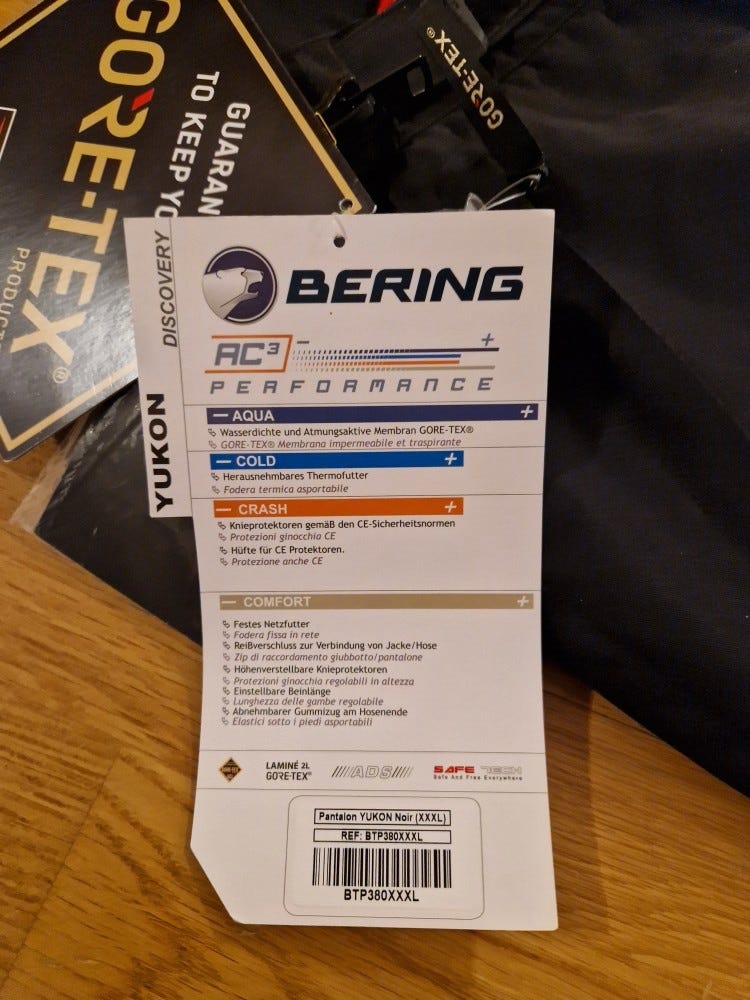 GORE-TEX®
PRODUCT
GUARAN
TO KEEP YO
GORE-TEX®
YUKON
DISCOVERY
BERING
AC³ − +
PERFORMANCE
− AQUA +
Wasserdichte und Atmungsaktive Membran GORE-TEX®
GORE-TEX® Membrana impermeabile et traspirante
− COLD +
Herausnehmbares Thermofutter
Fodera termica asportabile
− CRASH +
Knieprotektoren gemäß den CE-Sicherheitsnormen
Protezioni ginocchia CE
Hüfte für CE Protektoren.
Protezione anche CE
− COMFORT +
Festes Netzfutter
Fodera fissa in rete
Reißverschluss zur Verbindung von Jacke/Hose
Zip di raccordamento giubbotto/pantalone
Höhenverstellbare Knieprotektoren
Protezioni ginocchia regolabili in altezza
Einstellbare Beinlänge
Lunghezza delle gambe regolabile
Abnehmbarer Gummizug am Hosenende
Elastici sotto i piedi asportabili
LAMINÉ 2L
GORE-TEX®
/////ADS/////
SAFE TECH
Safe And Free Everywhere
Pantalon YUKON Noir (XXXL)
REF: BTP380XXXL
BTP380XXXL